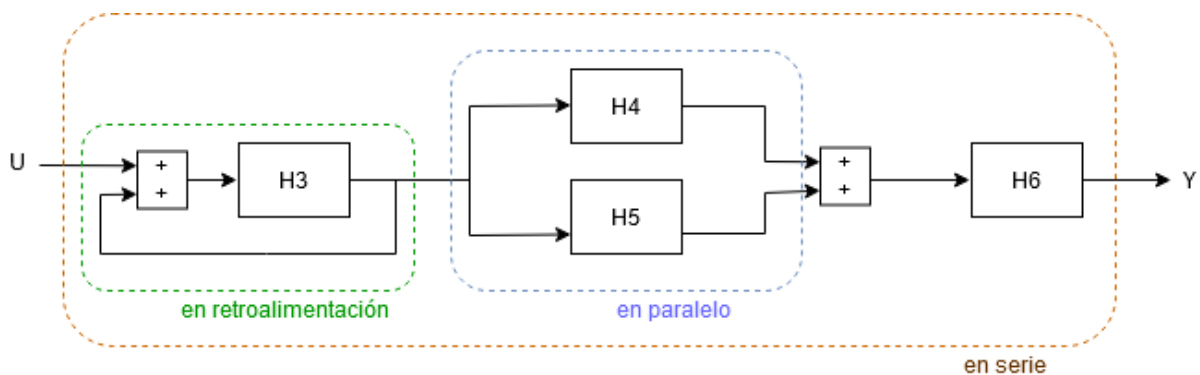 U
+
+
H3
H4
H5
+
+
H6
Y
en retroalimentación
en paralelo
en serie